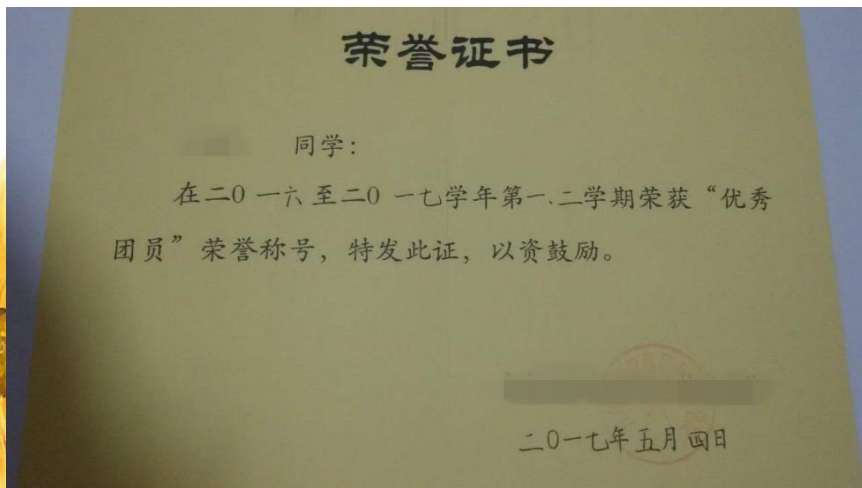 荣誉证书
同学：
在二0一六至二0一七学年第一.二学期荣获“优秀
团员”荣誉称号，特发此证，以资鼓励。
二0一七年五月四日